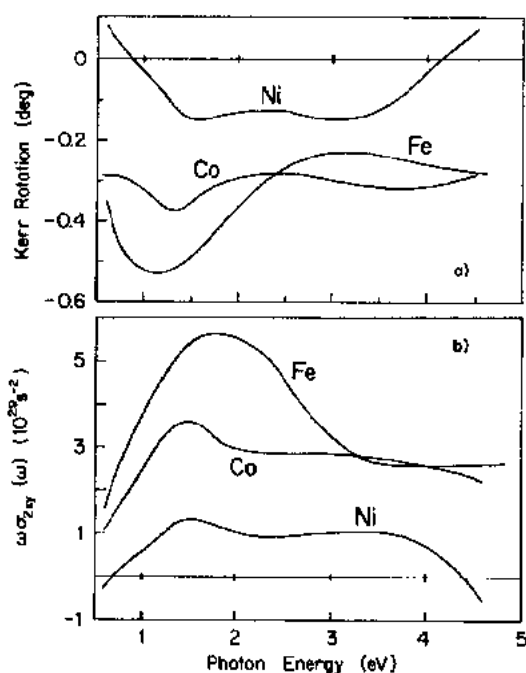 0
-0.2
-0.4
-0.6
Kerr Rotation (deg)
Ni
Fe
Co
a)
b)
5
3
1
-1
ωσ₂ₓᵧ(ω) (10²⁹s⁻²)
Fe
Co
Ni
1 2 3 4 5
Photon Energy (eV)